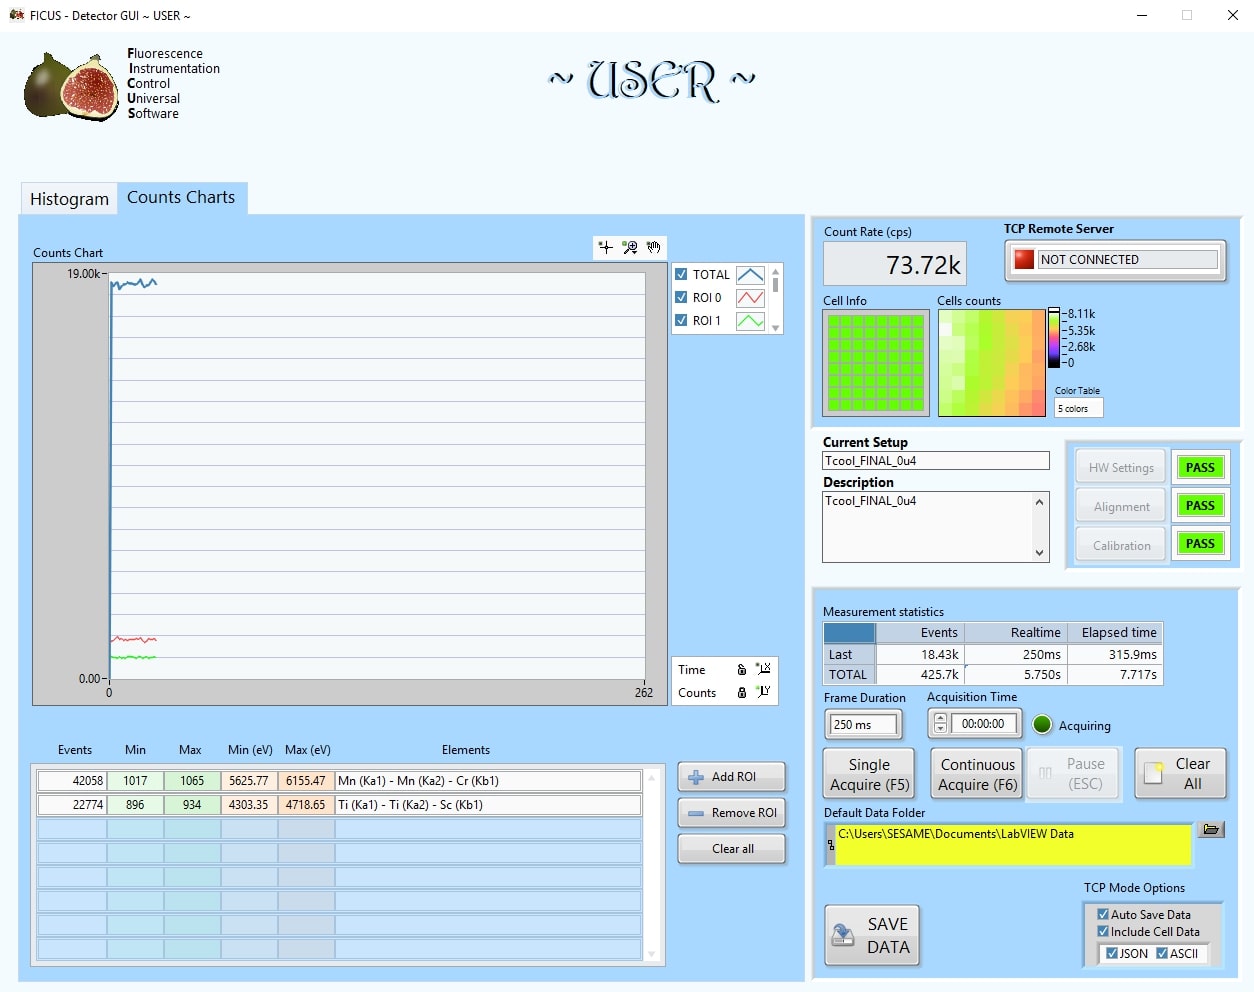 FICUS - Detector GUI ~ USER ~
Fluorescence
Instrumentation
Control
Universal
Software
~ USER ~
Histogram
Counts Charts
Counts Chart
19.00k
0.00
0
262
TOTAL
ROI 0
ROI 1
Time
Counts
Events Min Max Min (eV) Max (eV) Elements
42058 1017 1065 5625.77 6155.47 Mn (Ka1) - Mn (Ka2) - Cr (Kb1)
22774 896 934 4303.35 4718.65 Ti (Ka1) - Ti (Ka2) - Sc (Kb1)
Add ROI
Remove ROI
Clear all
Count Rate (cps)
73.72k
TCP Remote Server
NOT CONNECTED
Cell Info
Cells counts
8.11k
5.35k
2.68k
0
Color Table
5 colors
Current Setup
Tcool_FINAL_0u4
Description
Tcool_FINAL_0u4
HW Settings PASS
Alignment PASS
Calibration PASS
Measurement statistics
Events Realtime Elapsed time
Last 18.43k 250ms 315.9ms
TOTAL 425.7k 5.750s 7.717s
Frame Duration
250 ms
Acquisition Time
00:00:00
Acquiring
Single
Acquire (F5)
Continuous
Acquire (F6)
Pause
(ESC)
Clear
All
Default Data Folder
C:\Users\SESAME\Documents\LabVIEW Data
SAVE
DATA
TCP Mode Options
Auto Save Data
Include Cell Data
JSON ASCII